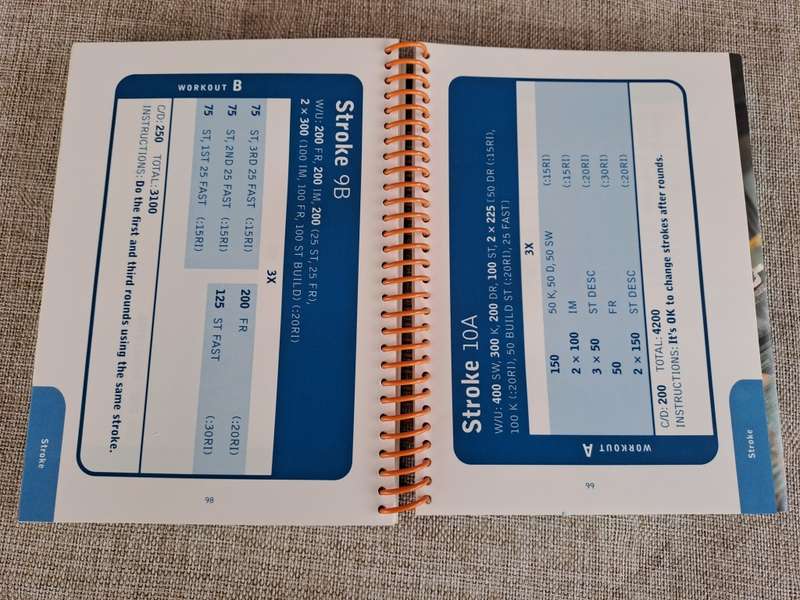 Stroke 9B
W/U: 200 FR, 200 IM, 200 (25 ST, 25 FR),
2 × 300 (100 IM, 100 FR, 100 ST BUILD) (:20RI)
3X
75 ST, 3RD 25 FAST (:15RI)
75 ST, 2ND 25 FAST (:15RI)
75 ST, 1ST 25 FAST (:15RI)
200 FR (:20RI)
125 ST FAST (:30RI)
C/D: 250 TOTAL: 3100
INSTRUCTIONS: Do the first and third rounds using the same stroke.
WORKOUT B
Stroke
98
Stroke 10A
W/U: 400 SW, 300 K, 200 DR, 100 ST, 2 × 225 [50 DR (:15RI),
100 K (:20RI), 50 BUILD ST (:20RI), 25 FAST]
3X
150 50 K, 50 D, 50 SW (:15RI)
2 × 100 IM (:15RI)
3 × 50 ST DESC (:20RI)
50 FR (:30RI)
2 × 150 ST DESC (:20RI)
C/D: 200 TOTAL: 4200
INSTRUCTIONS: It's OK to change strokes after rounds.
WORKOUT A
Stroke
99